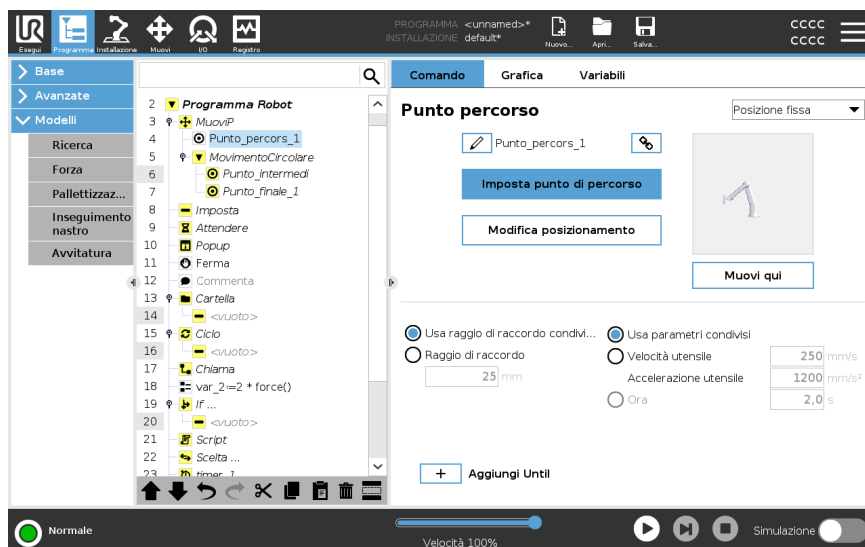 PROGRAMMA <unnamed>*
INSTALLAZIONE default*
CCCC
CCCC
Esegui Programma Installazione Muovi I/O Registro Nuovo... Apri... Salva...
Base
Avanzate
Modelli
Ricerca
Forza
Pallettizzaz...
Inseguimento
nastro
Avvitatura
2 Programma Robot
3 MuoviP
4 Punto_percors_1
5 MovimentoCircolare
6 Punto_intermedi
7 Punto_finale_1
8 Imposta
9 Attendere
10 Popup
11 Ferma
12 Commenta
13 Cartella
14 <vuoto>
15 Ciclo
16 <vuoto>
17 Chiama
18 var_2:=2 * force()
19 If ...
20 <vuoto>
21 Script
22 Scelta ...
23 timer_1
Comando Grafica Variabili
Punto percorso
Posizione fissa
Punto_percors_1
Imposta punto di percorso
Modifica posizionamento
Muovi qui
Usa raggio di raccordo condivi...
Raggio di raccordo
25 mm
Usa parametri condivisi
Velocità utensile 250 mm/s
Accelerazione utensile 1200 mm/s²
Ora 2,0 s
+ Aggiungi Until
Normale
Velocità 100%
Simulazione